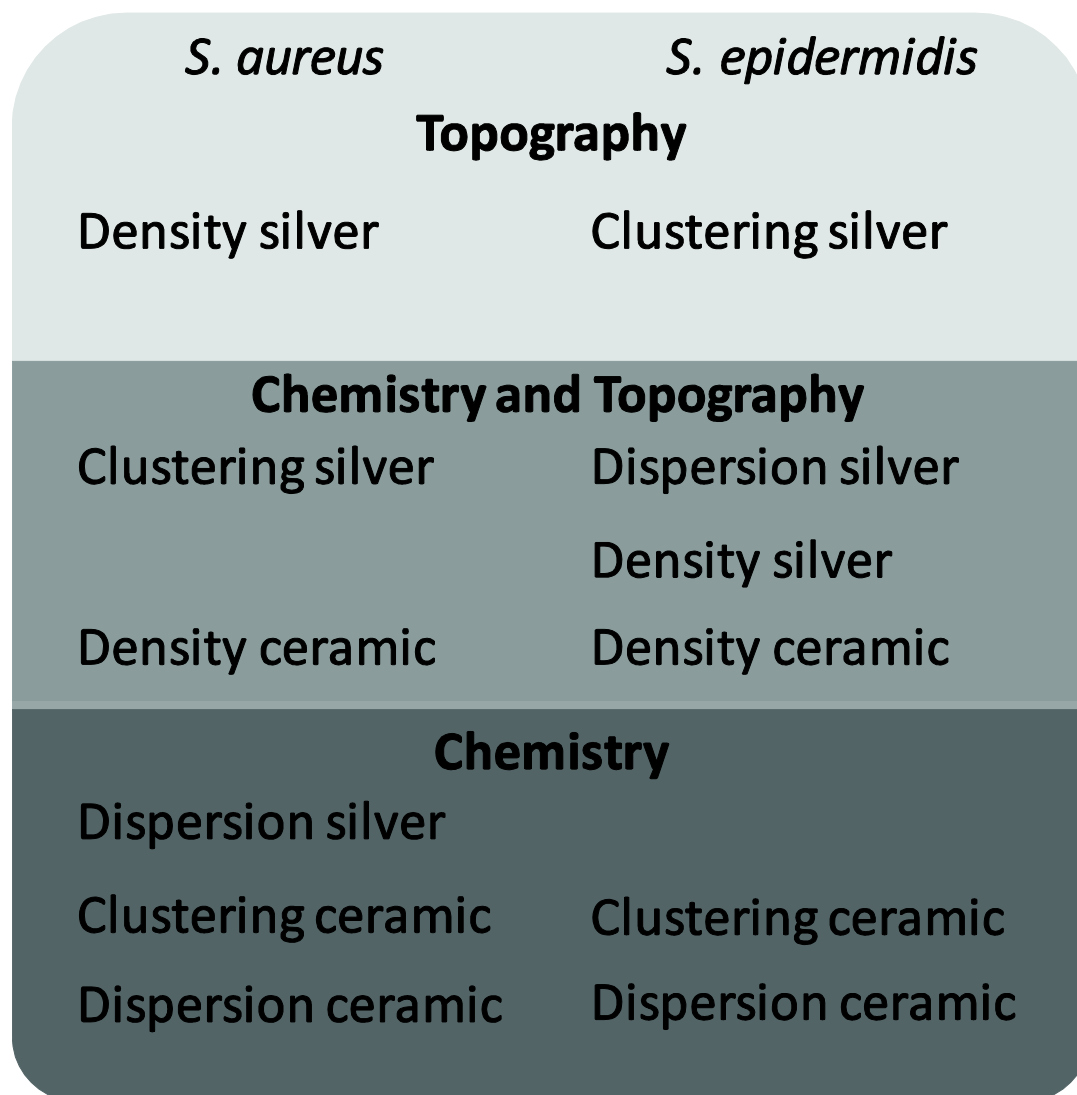 S. aureus S. epidermidis
Topography
Density silver Clustering silver
Chemistry and Topography
Clustering silver Dispersion silver
Density silver
Density ceramic Density ceramic
Chemistry
Dispersion silver
Clustering ceramic Clustering ceramic
Dispersion ceramic Dispersion ceramic